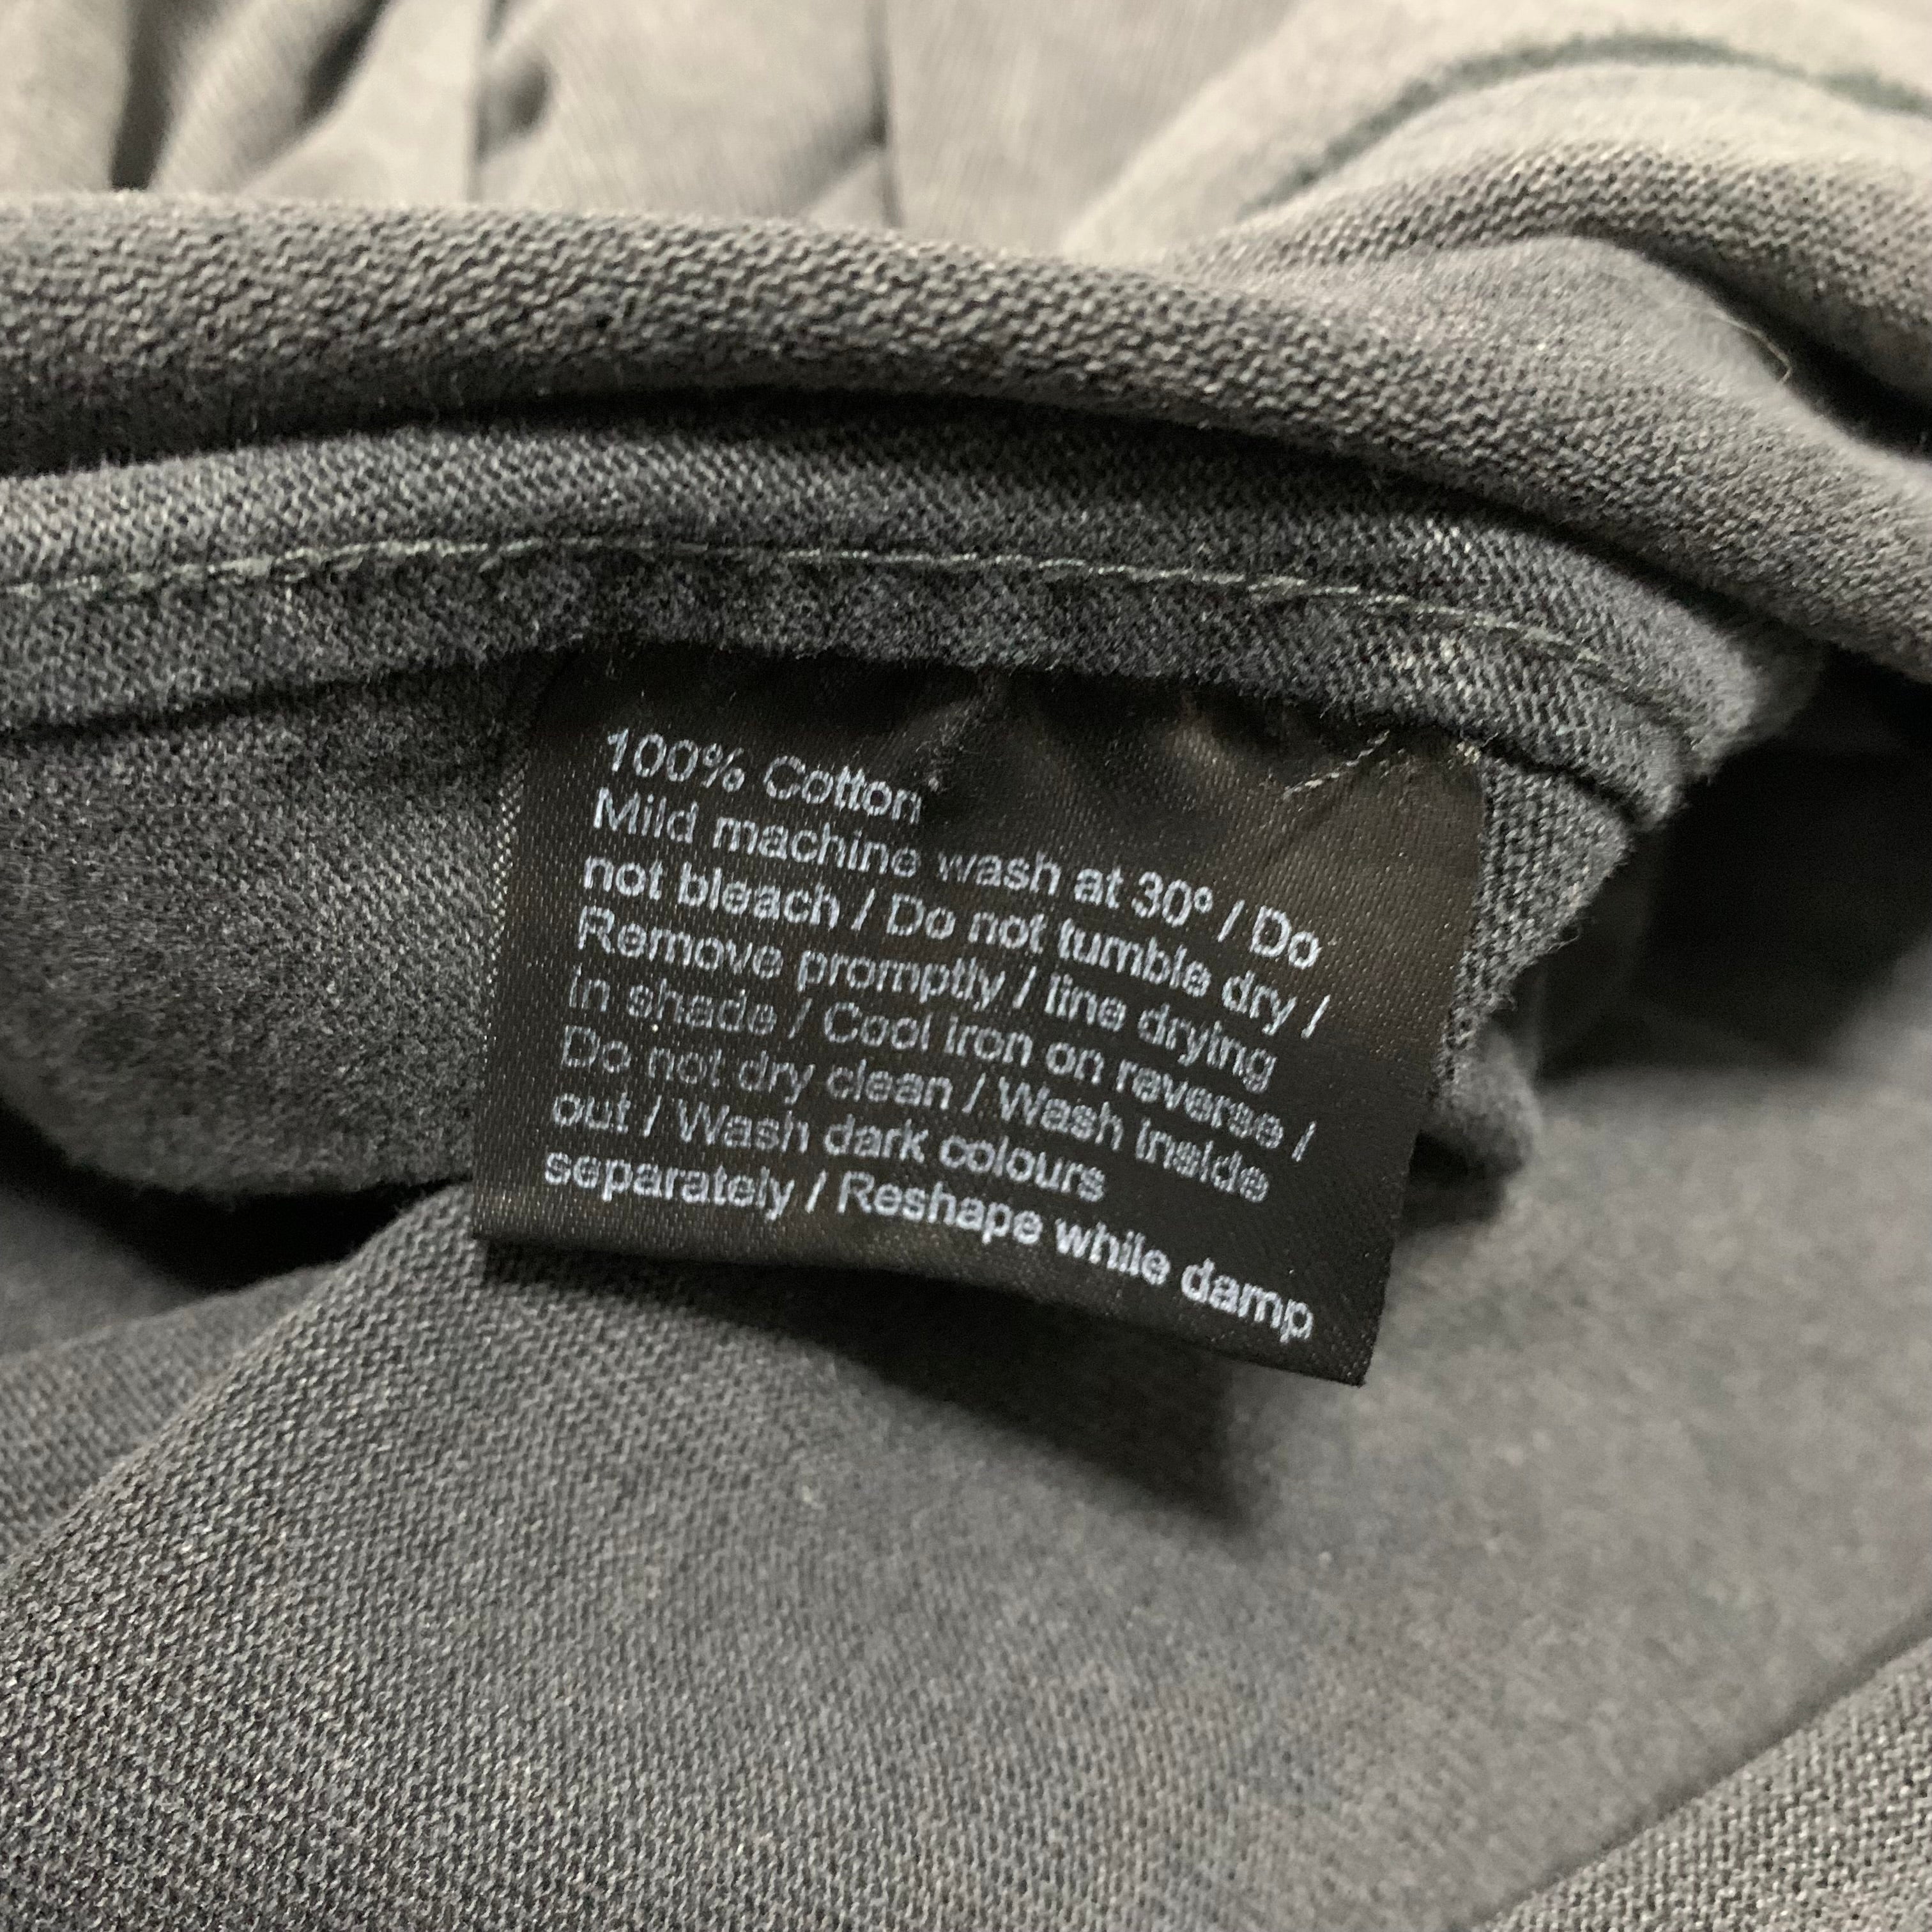 100% Cotton
Mild machine wash at 30º / Do
not bleach / Do not tumble dry /
Remove promptly / line drying
in shade / Cool iron on reverse /
Do not dry clean / Wash inside
out / Wash dark colours
separately / Reshape while damp